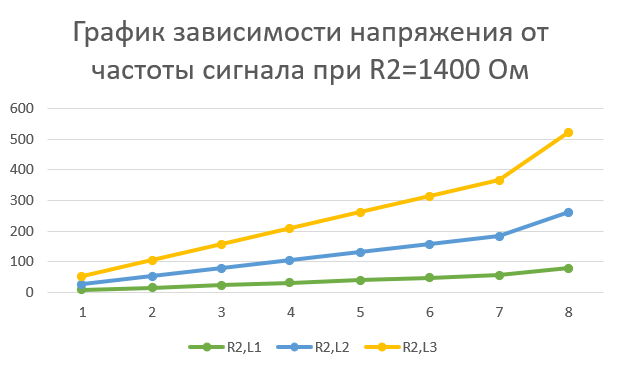 График зависимости напряжения от
частоты сигнала при R2=1400 Ом
600
500
400
300
200
100
0
1 2 3 4 5 6 7 8
R2,L1 R2,L2 R2,L3